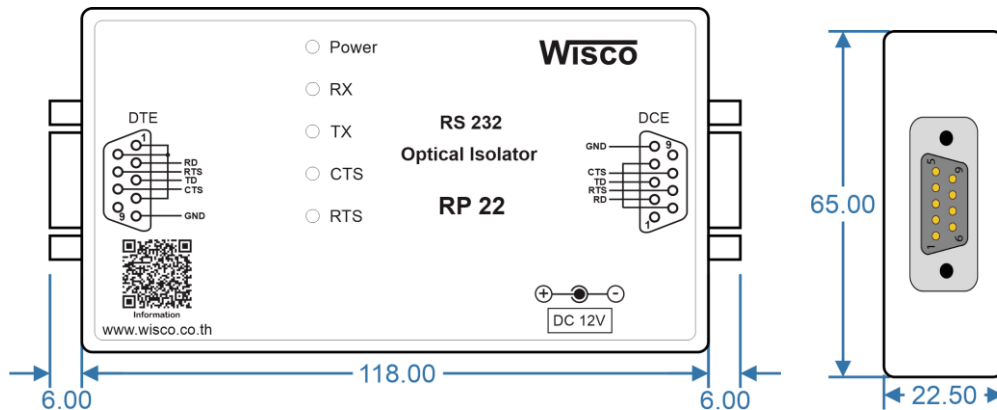 Power
WISCO
RX
DTE
DCE
1
RS 232
TX
GND
9
Optical Isolator
RD
RTS
TD
CTS
CTS
CTS
TD
RTS
RD
RP 22
9
GND
RTS
1
5
9
1
6
65.00
Information
www.wisco.co.th
DC 12V
118.00
6.00
6.00
22.50